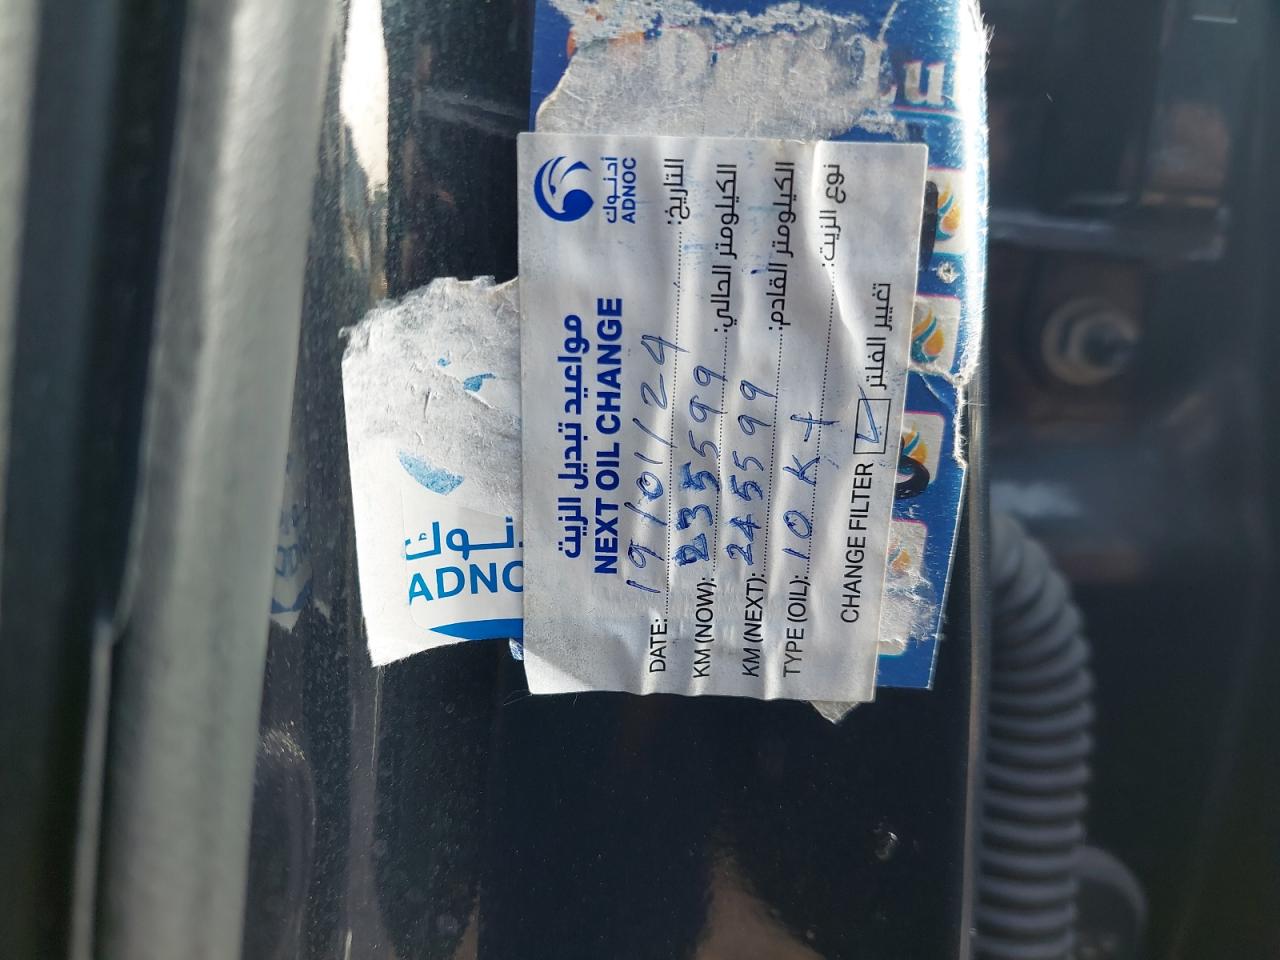 Lu
أدنوك
ADNOC
مواعيد تبديل الزيت
NEXT OIL CHANGE
DATE: 19/01/24 التاريخ:
KM (NOW): 235599 الكيلومتر الحالي:
KM (NEXT): 245599 الكيلومتر القادم:
TYPE (OIL): 10 K + نوع الزيت:
CHANGE FILTER ✓ تغيير الفلتر
نوك
ADNO